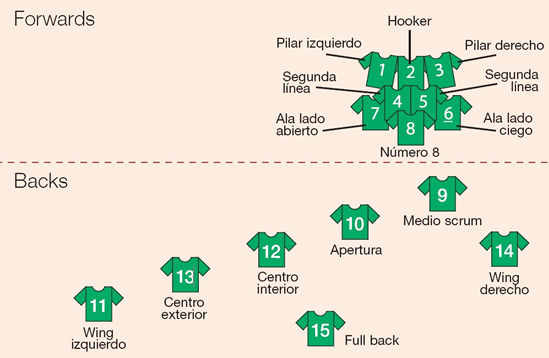 Forwards
Hooker
Pilar izquierdo
Pilar derecho
1
2
3
Segunda
línea
Segunda
línea
4
5
7
6
8
Ala lado
abierto
Ala lado
ciego
Número 8
Backs
9
Medio scrum
10
Apertura
12
Centro
interior
14
Wing
derecho
13
Centro
exterior
11
Wing
izquierdo
15
Full back